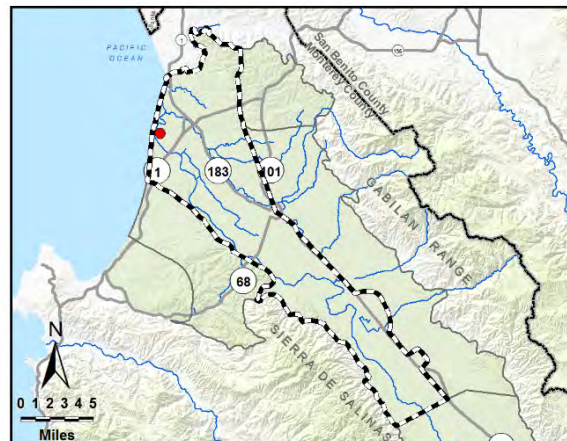 PACIFIC
OCEAN
1
156
San Benito County
Monterey County
1
183
101
GABILAN RANGE
68
SIERRA DE SALINAS
N
0 1 2 3 4 5
Miles